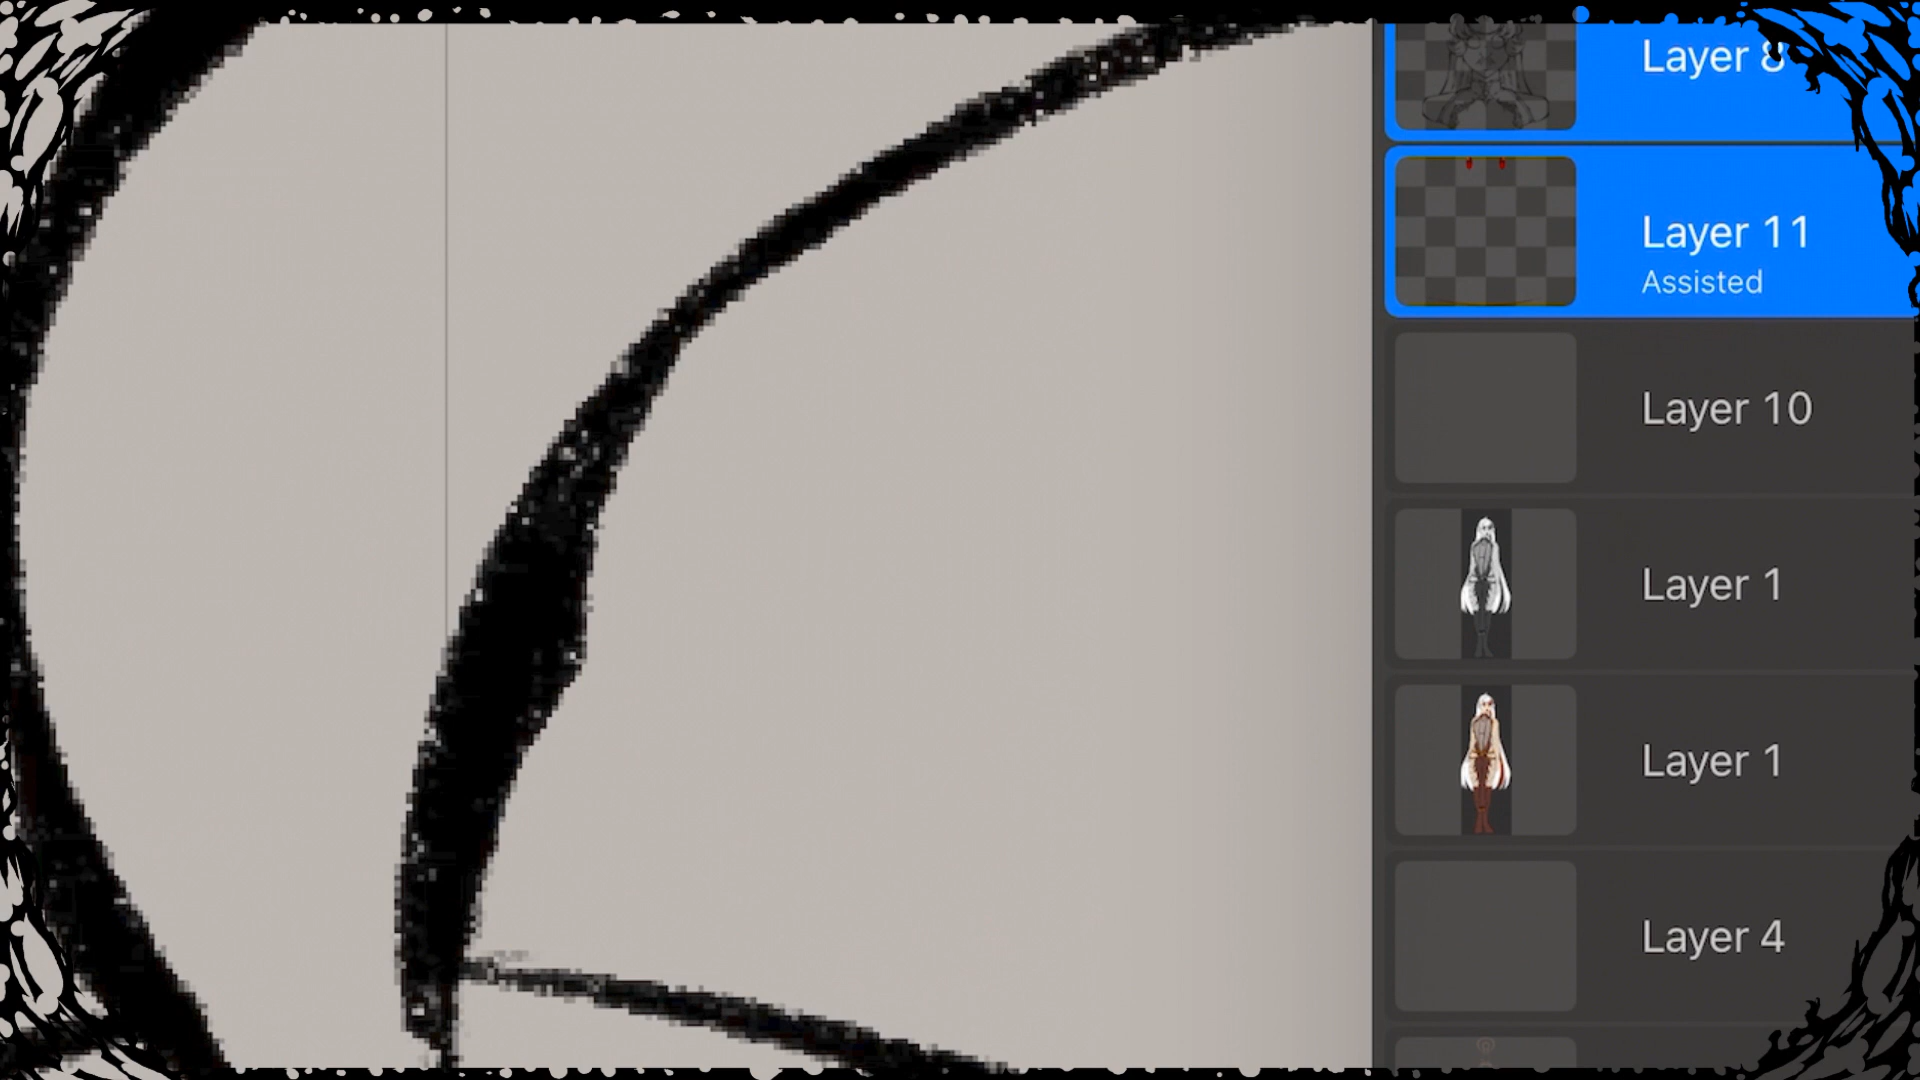 Layer 8
Layer 11
Assisted
Layer 10
Layer 1
Layer 1
Layer 4